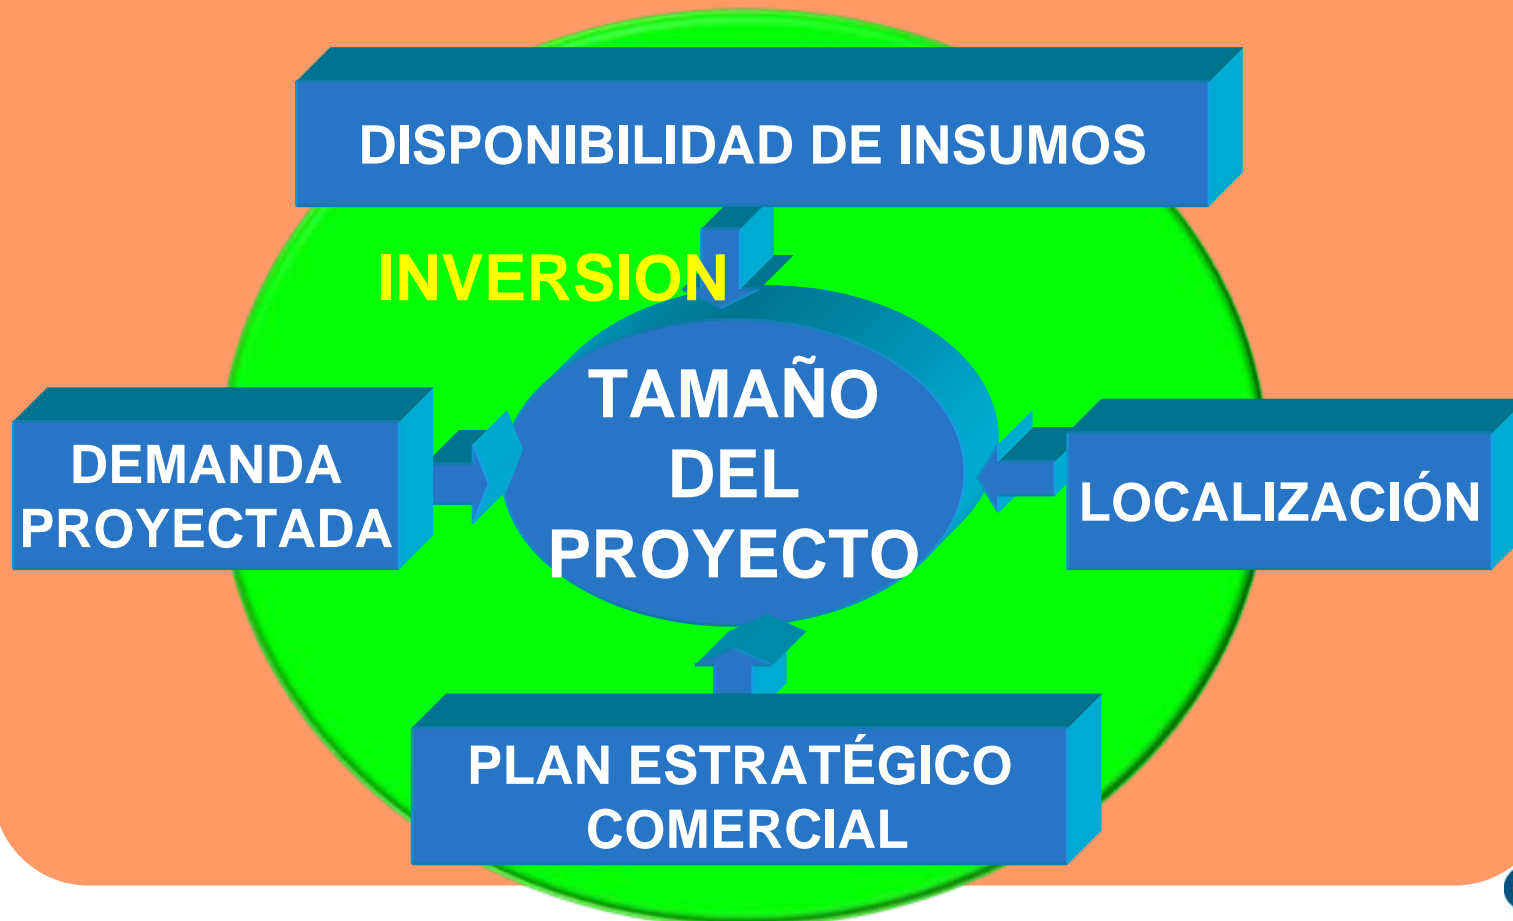 DISPONIBILIDAD DE INSUMOS
INVERSION
TAMAÑO
DEL
PROYECTO
DEMANDA
PROYECTADA
LOCALIZACIÓN
PLAN ESTRATÉGICO
COMERCIAL